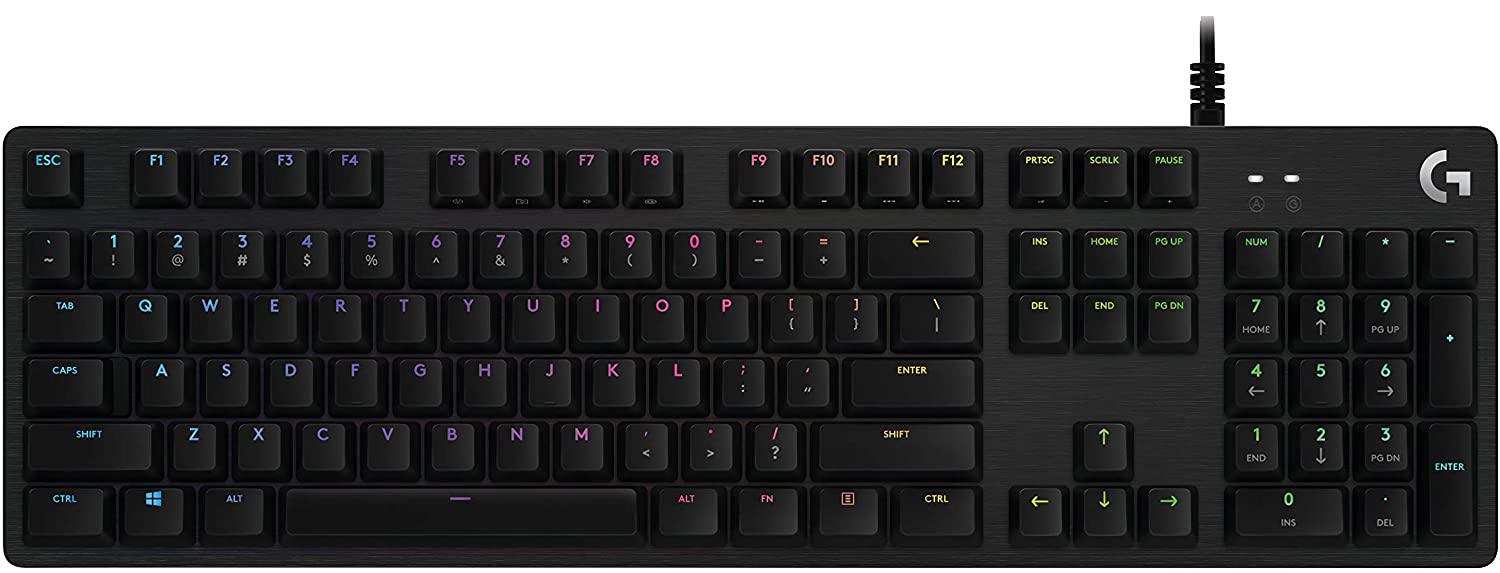 ESC F1 F2 F3 F4 F5 F6 F7 F8 F9 F10 F11 F12 PRTSC SCRLK PAUSE G
A G
` 1 2 3 4 5 6 7 8 9 0 - = ← INS HOME PG UP NUM / * -
~ ! @ # $ % ^ & * ( ) _ +
TAB Q W E R T Y U I O P [ ] \ DEL END PG DN 7 8 9 +
{ } | HOME ↑ PG UP
CAPS A S D F G H J K L ; ' ENTER 4 5 6
: " ← →
SHIFT Z X C V B N M , . / SHIFT ↑ 1 2 3 ENTER
< > ? END ↓ PG DN
CTRL ALT ALT FN CTRL ← ↓ → 0 .
INS DEL